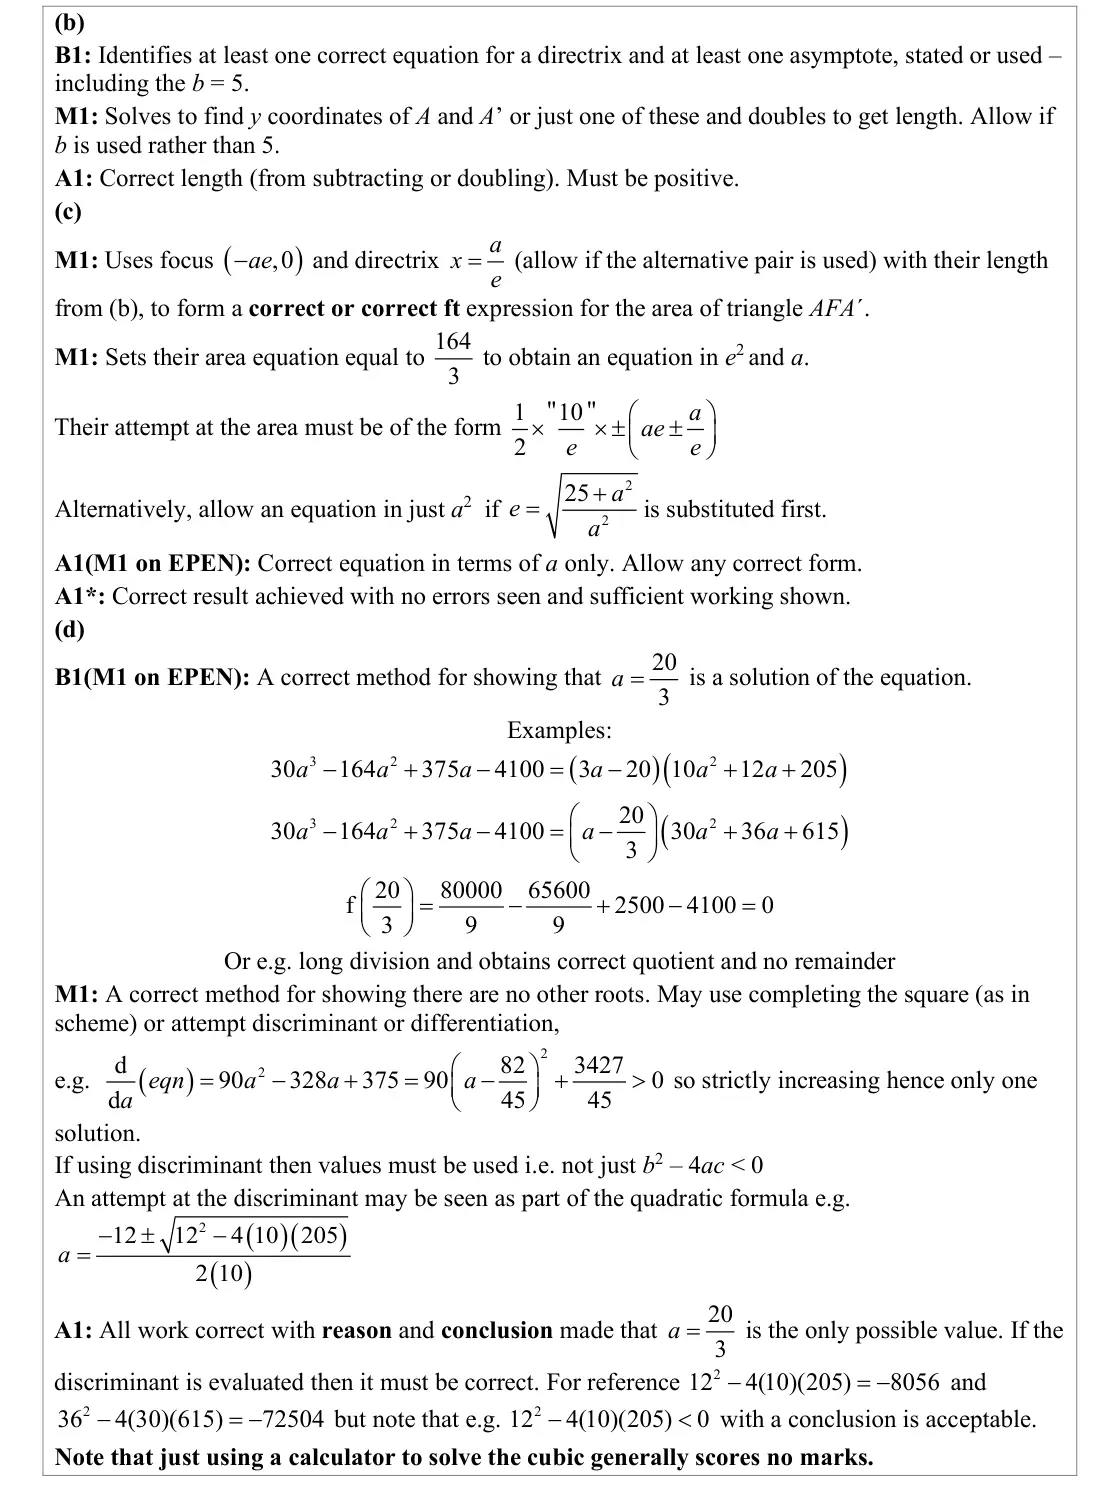 (b)
B1: Identifies at least one correct equation for a directrix and at least one asymptote, stated or used –
including the b = 5.
M1: Solves to find y coordinates of A and A’ or just one of these and doubles to get length. Allow if
b is used rather than 5.
A1: Correct length (from subtracting or doubling). Must be positive.
(c)
M1: Uses focus (−ae, 0) and directrix x = a/e (allow if the alternative pair is used) with their length
from (b), to form a correct or correct ft expression for the area of triangle AFA´.
M1: Sets their area equation equal to 164/3 to obtain an equation in e² and a.
Their attempt at the area must be of the form 1/2 × "10"/e × ±(ae ± a/e)
Alternatively, allow an equation in just a² if e = √((25 + a²)/a²) is substituted first.
A1(M1 on EPEN): Correct equation in terms of a only. Allow any correct form.
A1*: Correct result achieved with no errors seen and sufficient working shown.
(d)
B1(M1 on EPEN): A correct method for showing that a = 20/3 is a solution of the equation.
Examples:
30a³ − 164a² + 375a − 4100 = (3a − 20)(10a² + 12a + 205)
30a³ − 164a² + 375a − 4100 = (a − 20/3)(30a² + 36a + 615)
f(20/3) = 80000/9 − 65600/9 + 2500 − 4100 = 0
Or e.g. long division and obtains correct quotient and no remainder
M1: A correct method for showing there are no other roots. May use completing the square (as in
scheme) or attempt discriminant or differentiation,
e.g. d/da (eqn) = 90a² − 328a + 375 = 90(a − 82/45)² + 3427/45 > 0 so strictly increasing hence only one
solution.
If using discriminant then values must be used i.e. not just b² – 4ac < 0
An attempt at the discriminant may be seen as part of the quadratic formula e.g.
a = (−12 ± √(12² − 4(10)(205)))/(2(10))
A1: All work correct with reason and conclusion made that a = 20/3 is the only possible value. If the
discriminant is evaluated then it must be correct. For reference 12² − 4(10)(205) = −8056 and
36² − 4(30)(615) = −72504 but note that e.g. 12² − 4(10)(205) < 0 with a conclusion is acceptable.
Note that just using a calculator to solve the cubic generally scores no marks.